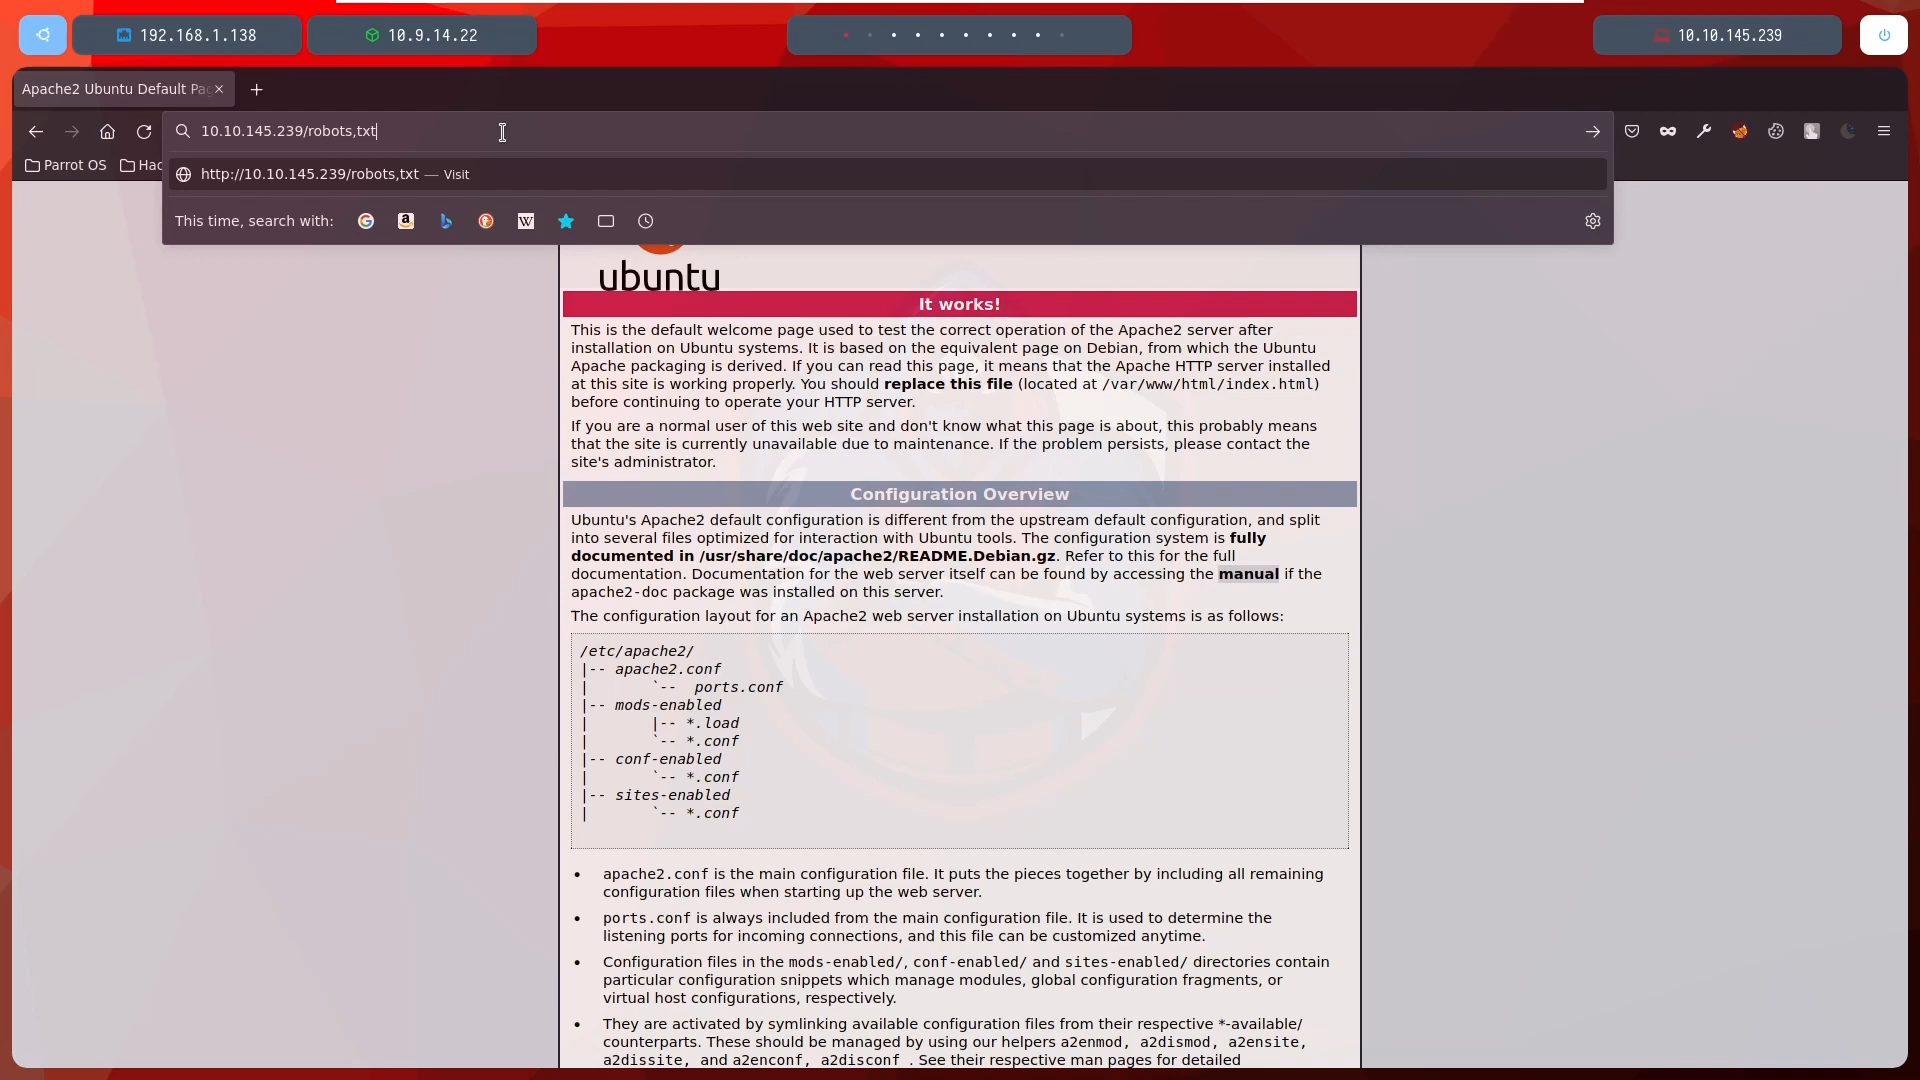 192.168.1.138
10.9.14.22
10.10.145.239
Apache2 Ubuntu Default Pa
10.10.145.239/robots,txt
http://10.10.145.239/robots,txt — Visit
Parrot OS
Hac
This time, search with:
ubuntu
It works!
This is the default welcome page used to test the correct operation of the Apache2 server after
installation on Ubuntu systems. It is based on the equivalent page on Debian, from which the Ubuntu
Apache packaging is derived. If you can read this page, it means that the Apache HTTP server installed
at this site is working properly. You should replace this file (located at /var/www/html/index.html)
before continuing to operate your HTTP server.
If you are a normal user of this web site and don't know what this page is about, this probably means
that the site is currently unavailable due to maintenance. If the problem persists, please contact the
site's administrator.
Configuration Overview
Ubuntu's Apache2 default configuration is different from the upstream default configuration, and split
into several files optimized for interaction with Ubuntu tools. The configuration system is fully
documented in /usr/share/doc/apache2/README.Debian.gz. Refer to this for the full
documentation. Documentation for the web server itself can be found by accessing the manual if the
apache2-doc package was installed on this server.
The configuration layout for an Apache2 web server installation on Ubuntu systems is as follows:
/etc/apache2/
|-- apache2.conf
|       `--  ports.conf
|-- mods-enabled
|       |-- *.load
|       `-- *.conf
|-- conf-enabled
|       `-- *.conf
|-- sites-enabled
|       `-- *.conf
• apache2.conf is the main configuration file. It puts the pieces together by including all remaining
configuration files when starting up the web server.
• ports.conf is always included from the main configuration file. It is used to determine the
listening ports for incoming connections, and this file can be customized anytime.
• Configuration files in the mods-enabled/, conf-enabled/ and sites-enabled/ directories contain
particular configuration snippets which manage modules, global configuration fragments, or
virtual host configurations, respectively.
• They are activated by symlinking available configuration files from their respective *-available/
counterparts. These should be managed by using our helpers a2enmod, a2dismod, a2ensite,
a2dissite, and a2enconf, a2disconf . See their respective man pages for detailed